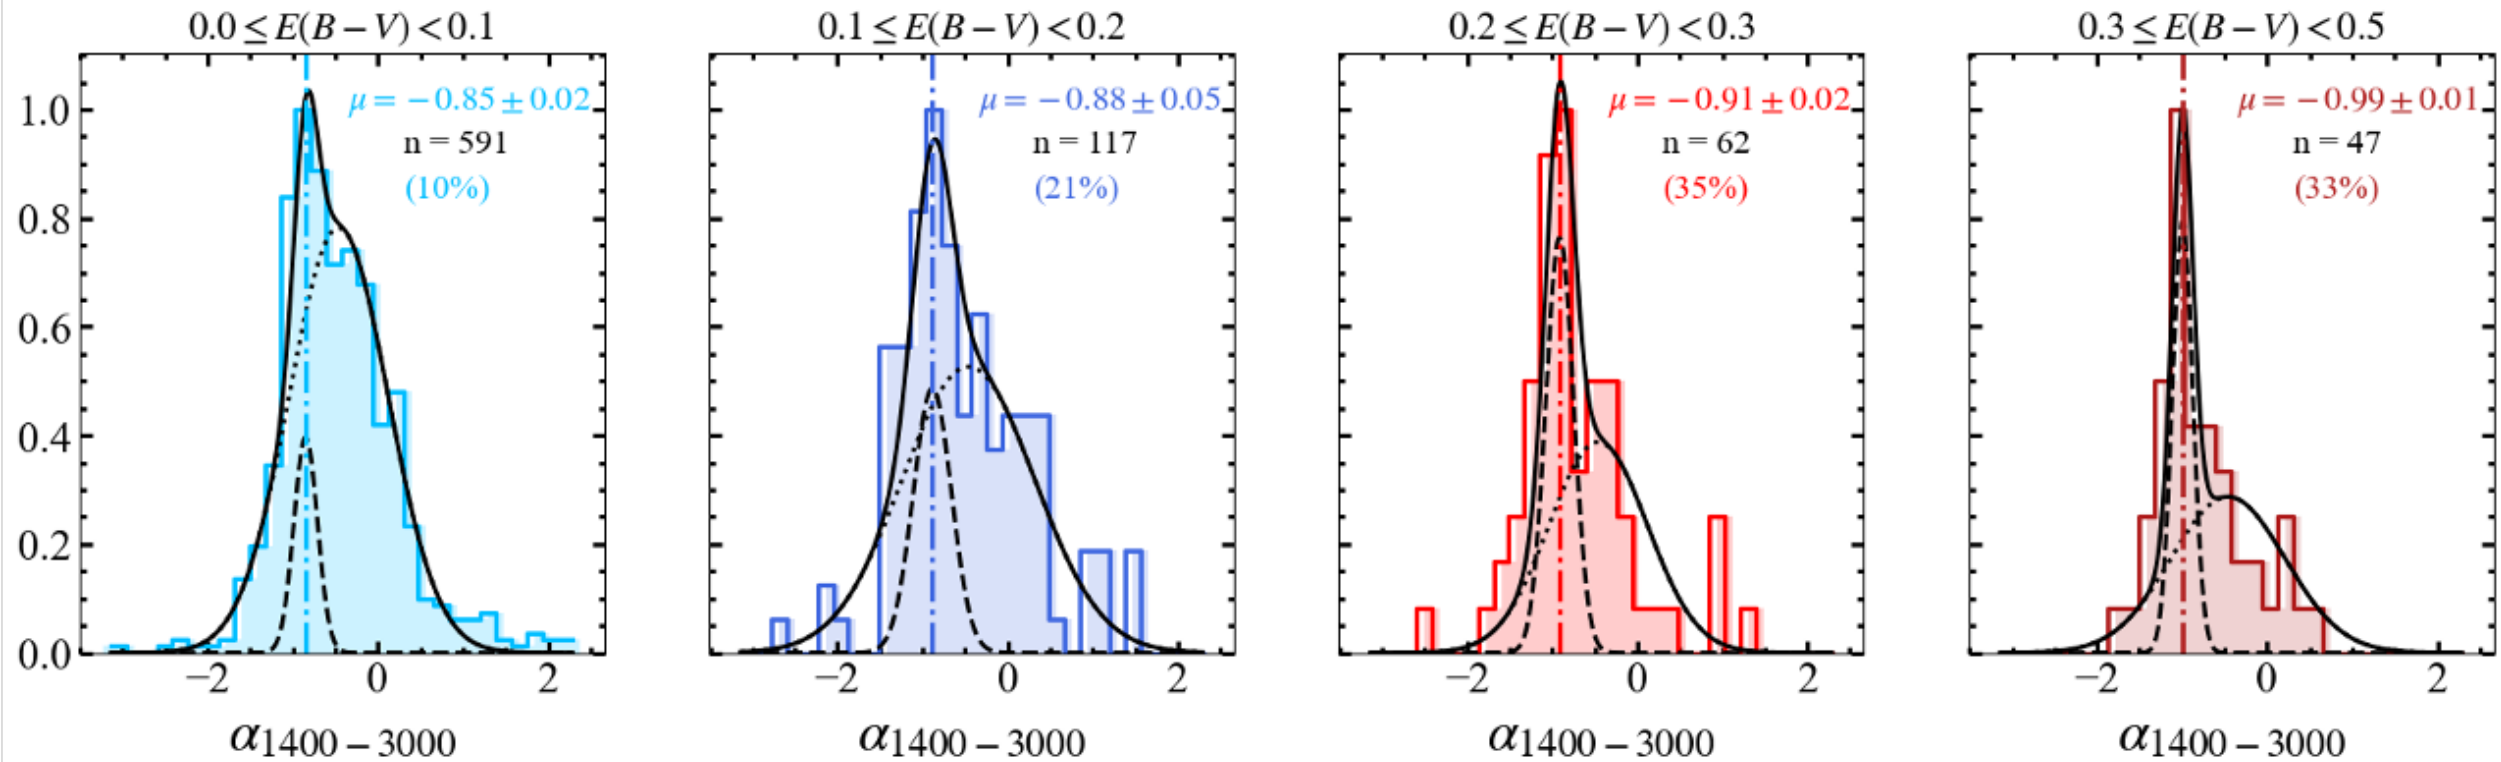 0.0 ≤ E(B − V) < 0.1
μ = −0.85 ± 0.02
n = 591
(10%)
1.0
0.8
0.6
0.4
0.2
0.0
−2 0 2
α1400 − 3000
0.1 ≤ E(B − V) < 0.2
μ = −0.88 ± 0.05
n = 117
(21%)
−2 0 2
α1400 − 3000
0.2 ≤ E(B − V) < 0.3
μ = −0.91 ± 0.02
n = 62
(35%)
−2 0 2
α1400 − 3000
0.3 ≤ E(B − V) < 0.5
μ = −0.99 ± 0.01
n = 47
(33%)
−2 0 2
α1400 − 3000